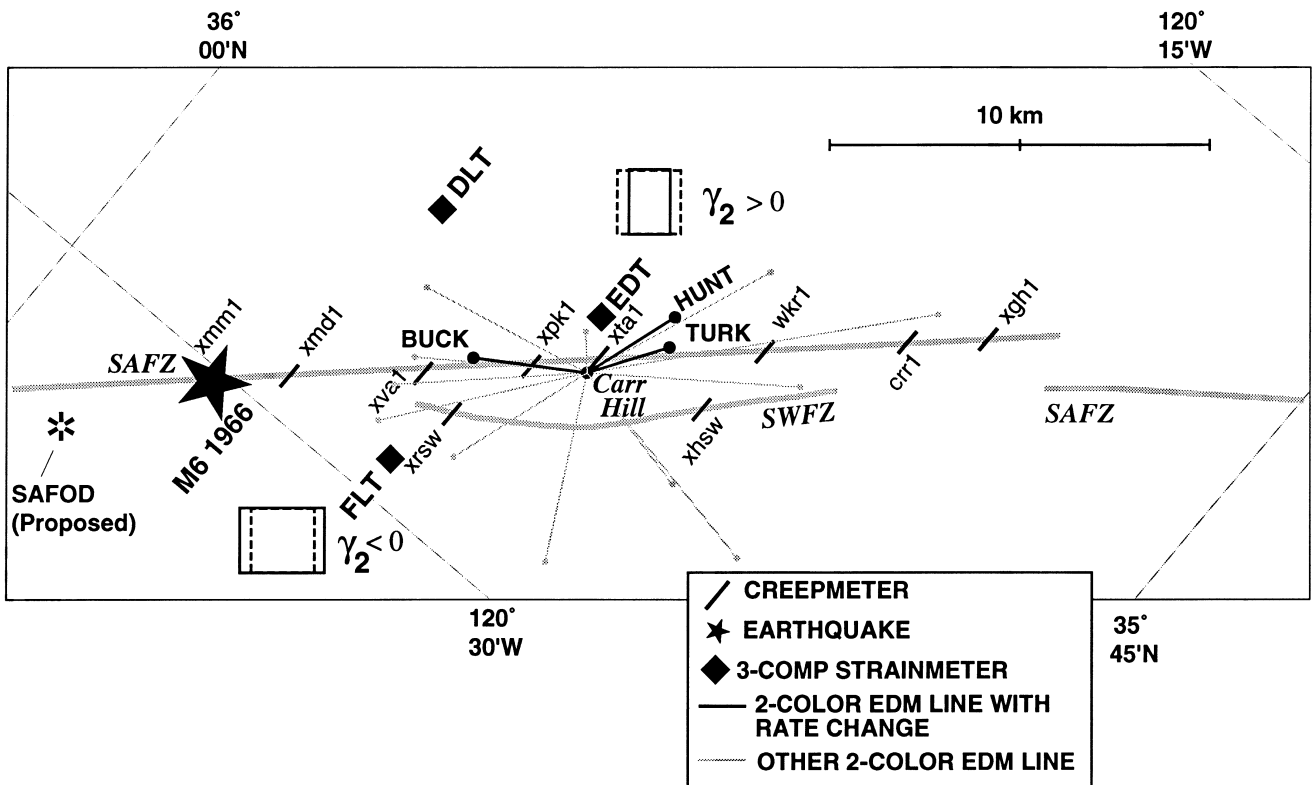 36°
00'N
120°
15'W
10 km
DLT
γ2 > 0
EDT
HUNT
xta1
xpk1
TURK
BUCK
wkr1
xgh1
crr1
xmm1
xmd1
SAFZ
xva1
Carr
Hill
xrsw
xhsw
SWFZ
SAFZ
M6 1966
FLT
SAFOD
(Proposed)
γ2 < 0
120°
30'W
35°
45'N
CREEPMETER
EARTHQUAKE
3-COMP STRAINMETER
2-COLOR EDM LINE WITH
RATE CHANGE
OTHER 2-COLOR EDM LINE